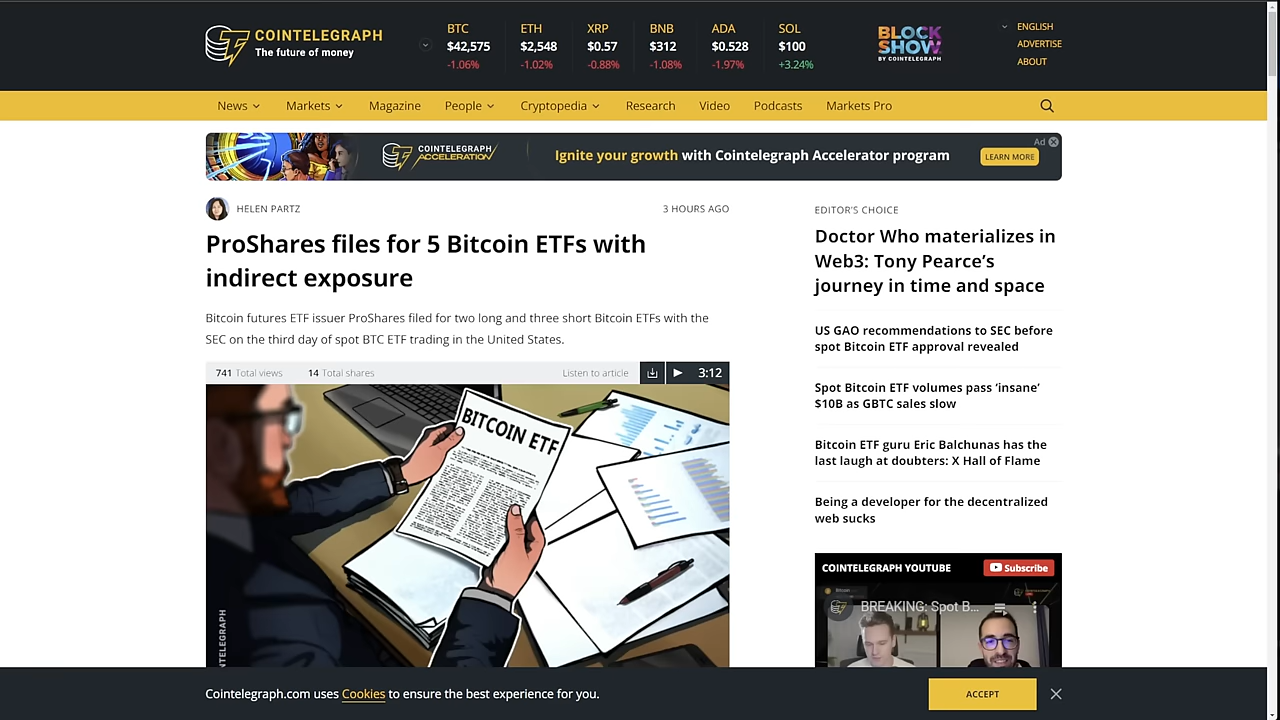 COINTELEGRAPH
The future of money
BTC
$42,575
-1.06%
ETH
$2,548
-1.02%
XRP
$0.57
-0.88%
BNB
$312
-1.08%
ADA
$0.528
-1.97%
SOL
$100
+3.24%
BLOCK
SHOW
BY COINTELEGRAPH
ENGLISH
ADVERTISE
ABOUT
News
Markets
Magazine
People
Cryptopedia
Research
Video
Podcasts
Markets Pro
COINTELEGRAPH
ACCELERATION
Ignite your growth with Cointelegraph Accelerator program
Ad
LEARN MORE
HELEN PARTZ
3 HOURS AGO
ProShares files for 5 Bitcoin ETFs with
indirect exposure
Bitcoin futures ETF issuer ProShares filed for two long and three short Bitcoin ETFs with the
SEC on the third day of spot BTC ETF trading in the United States.
741 Total views
14 Total shares
Listen to article
3:12
BITCOIN ETF
EDITOR'S CHOICE
Doctor Who materializes in
Web3: Tony Pearce’s
journey in time and space
US GAO recommendations to SEC before
spot Bitcoin ETF approval revealed
Spot Bitcoin ETF volumes pass ‘insane’
$10B as GBTC sales slow
Bitcoin ETF guru Eric Balchunas has the
last laugh at doubters: X Hall of Flame
Being a developer for the decentralized
web sucks
COINTELEGRAPH YOUTUBE
Subscribe
BREAKING: Spot B...
Cointelegraph.com uses Cookies to ensure the best experience for you.
ACCEPT